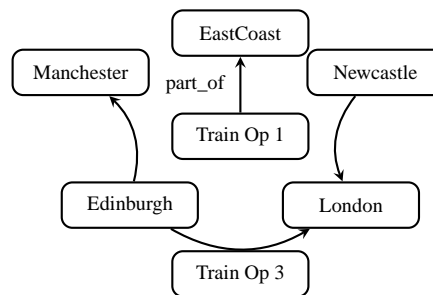 EastCoast
Manchester
Newcastle
part_of
Train Op 1
Edinburgh
London
Train Op 3